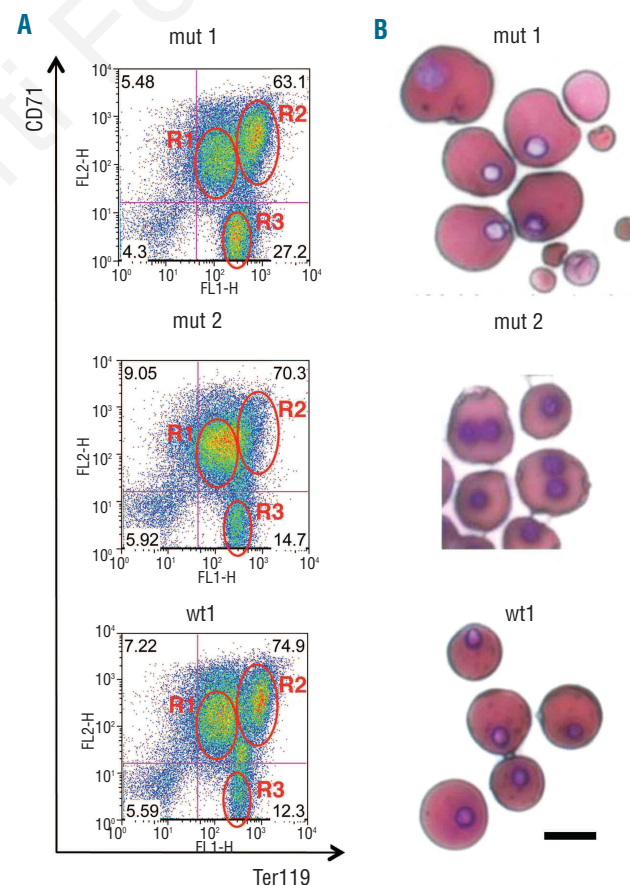 A
B
mut 1
mut 1
CD71
5.48
63.1
R1
R2
R3
4.3
27.2
10⁴
10³
10²
10¹
10⁰
FL2-H
10⁰ 10¹ 10² 10³ 10⁴
FL1-H
mut 2
mut 2
9.05
70.3
R1
R2
R3
5.92
14.7
10⁴
10³
10²
10¹
10⁰
FL2-H
10⁰ 10¹ 10² 10³ 10⁴
FL1-H
wt1
wt1
7.22
74.9
R1
R2
R3
5.59
12.3
10⁴
10³
10²
10¹
10⁰
FL2-H
10⁰ 10¹ 10² 10³ 10⁴
FL1-H
Ter119